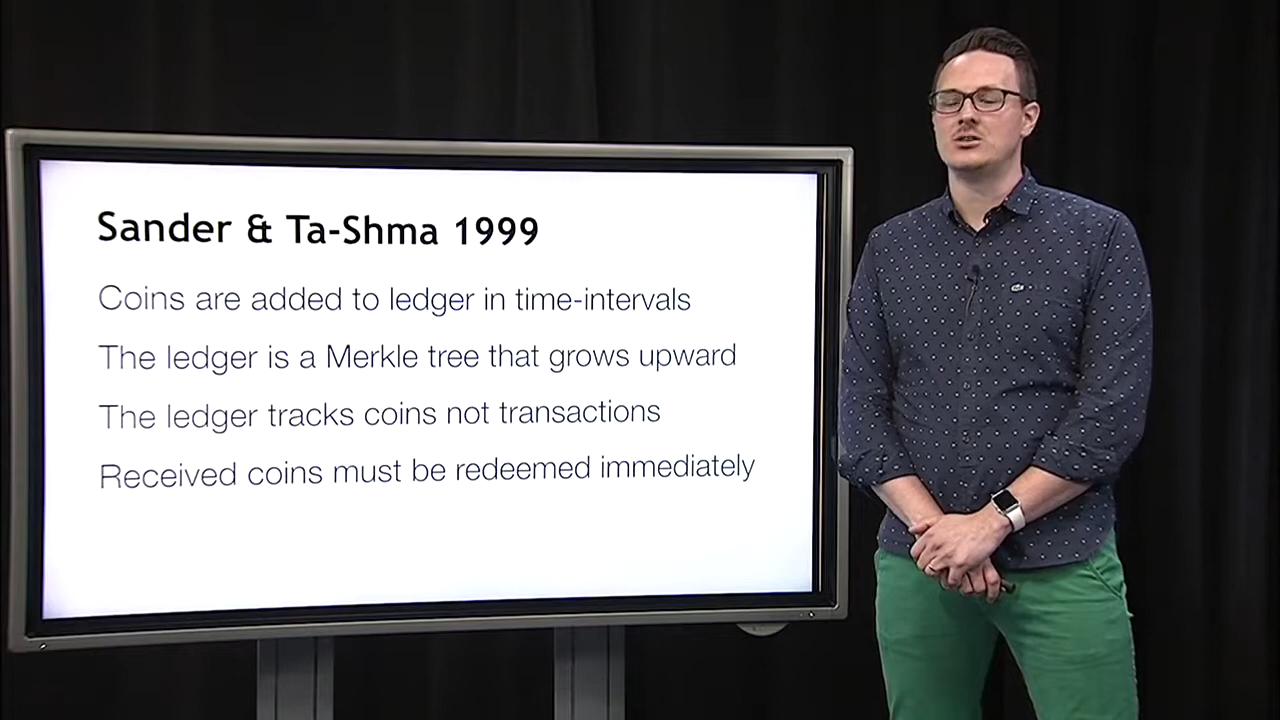 Sander & Ta-Shma 1999
Coins are added to ledger in time-intervals
The ledger is a Merkle tree that grows upward
The ledger tracks coins not transactions
Received coins must be redeemed immediately